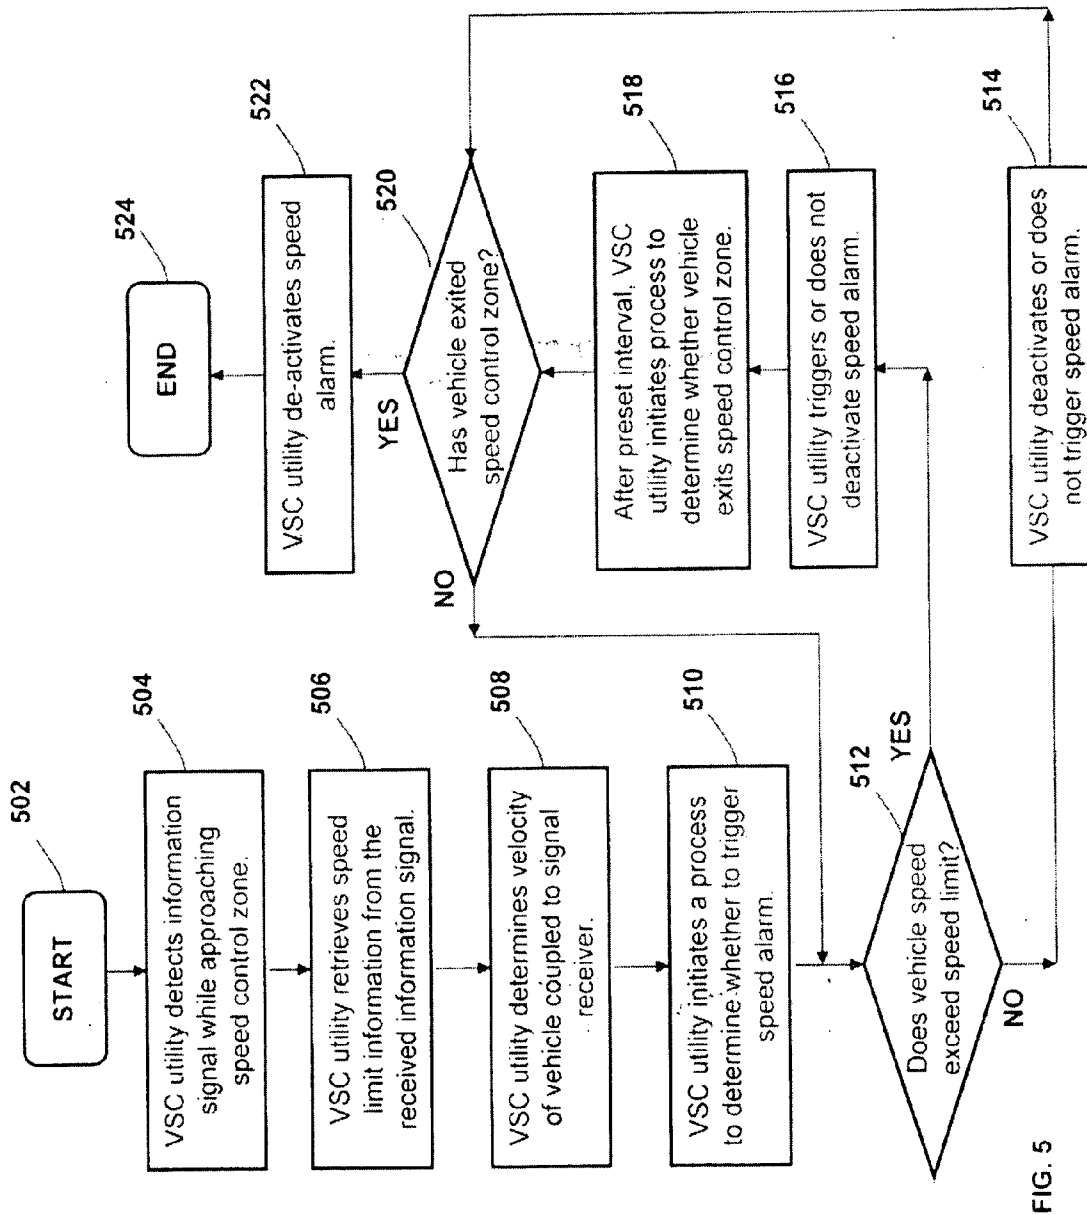 502
START
504
VSC utility detects information
signal while approaching
speed control zone.
506
VSC utility retrieves speed
limit information from the
received information signal.
508
VSC utility determines velocity
of vehicle coupled to signal
receiver.
510
VSC utility initiates a process
to determine whether to trigger
speed alarm.
512
Does vehicle speed
exceed speed limit?
YES
NO
514
VSC utility deactivates or does
not trigger speed alarm.
516
VSC utility triggers or does not
deactivate speed alarm.
518
After preset interval, VSC
utility initiates process to
determine whether vehicle
exits speed control zone.
520
Has vehicle exited
speed control zone?
NO
YES
522
VSC utility de-activates speed
alarm.
524
END
FIG. 5